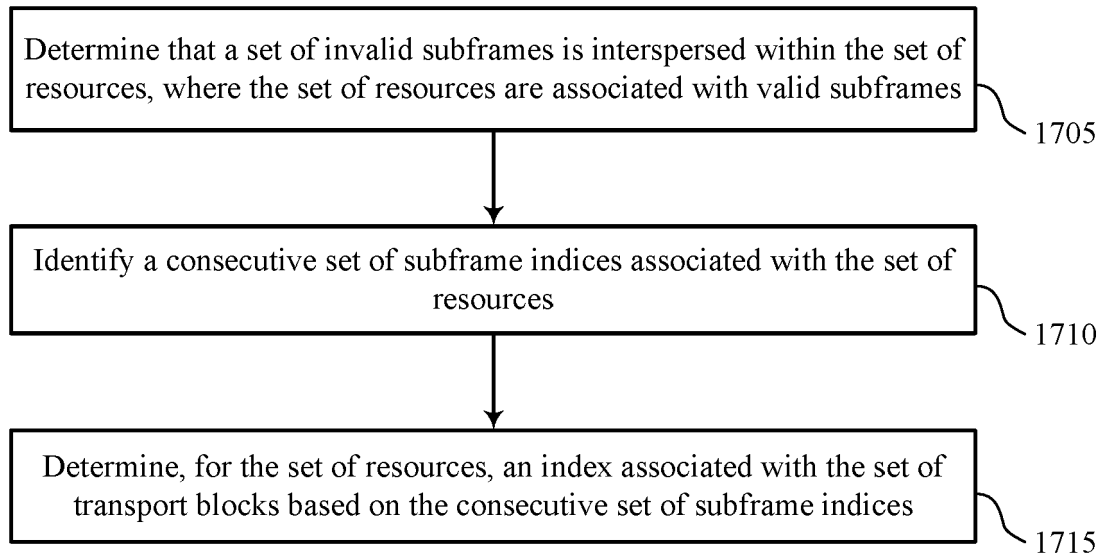 Determine that a set of invalid subframes is interspersed within the set of
resources, where the set of resources are associated with valid subframes
1705
Identify a consecutive set of subframe indices associated with the set of
resources
1710
Determine, for the set of resources, an index associated with the set of
transport blocks based on the consecutive set of subframe indices
1715